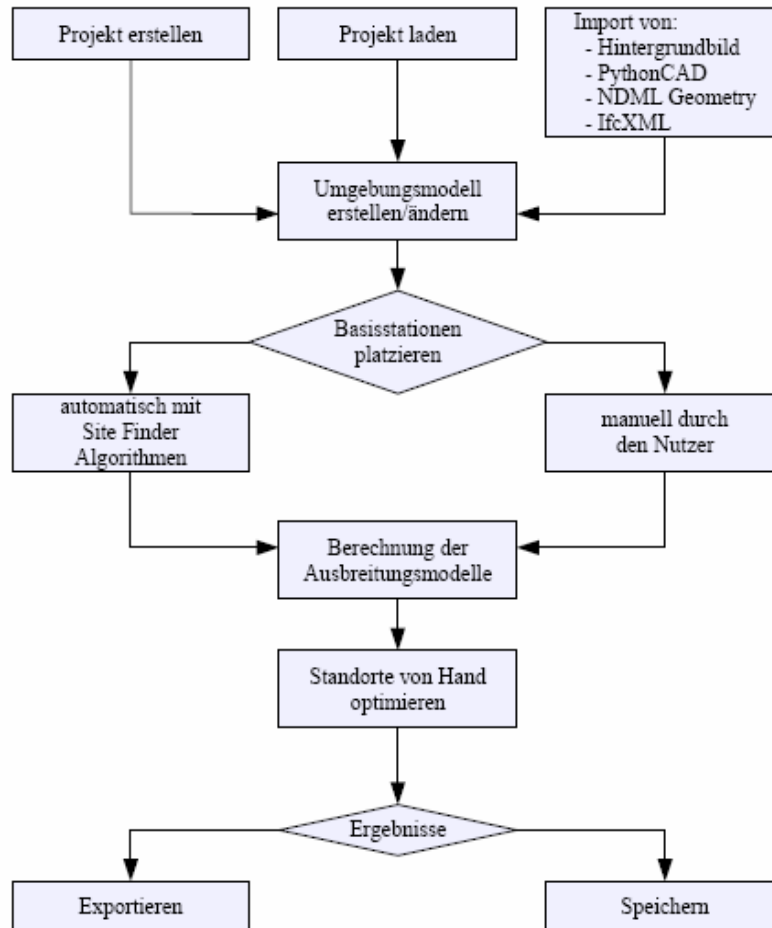 Projekt erstellen
Projekt laden
Import von:
- Hintergrundbild
- PythonCAD
- NDML Geometry
- IfcXML
Umgebungsmodell
erstellen/ändern
Basisstationen
platzieren
automatisch mit
Site Finder
Algorithmen
manuell durch
den Nutzer
Berechnung der
Ausbreitungsmodelle
Standorte von Hand
optimieren
Ergebnisse
Exportieren
Speichern